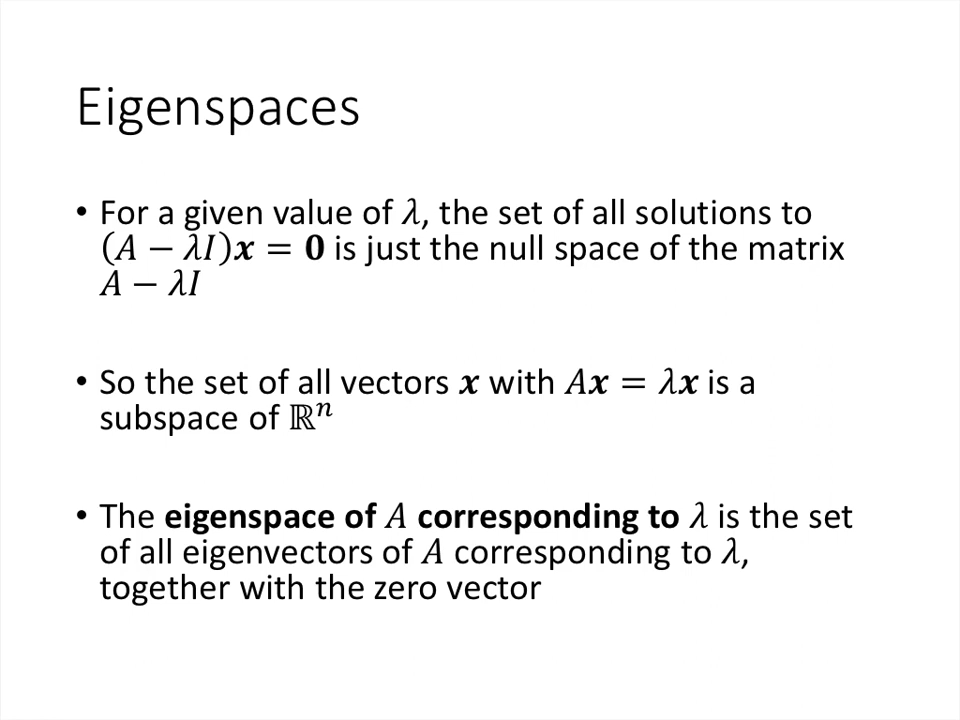 Eigenspaces
• For a given value of 𝜆, the set of all solutions to
(𝐴 − 𝜆𝐼)𝒙 = 𝟎 is just the null space of the matrix
𝐴 − 𝜆𝐼
• So the set of all vectors 𝒙 with 𝐴𝒙 = 𝜆𝒙 is a
subspace of ℝⁿ
• The eigenspace of 𝐴 corresponding to 𝜆 is the set
of all eigenvectors of 𝐴 corresponding to 𝜆,
together with the zero vector